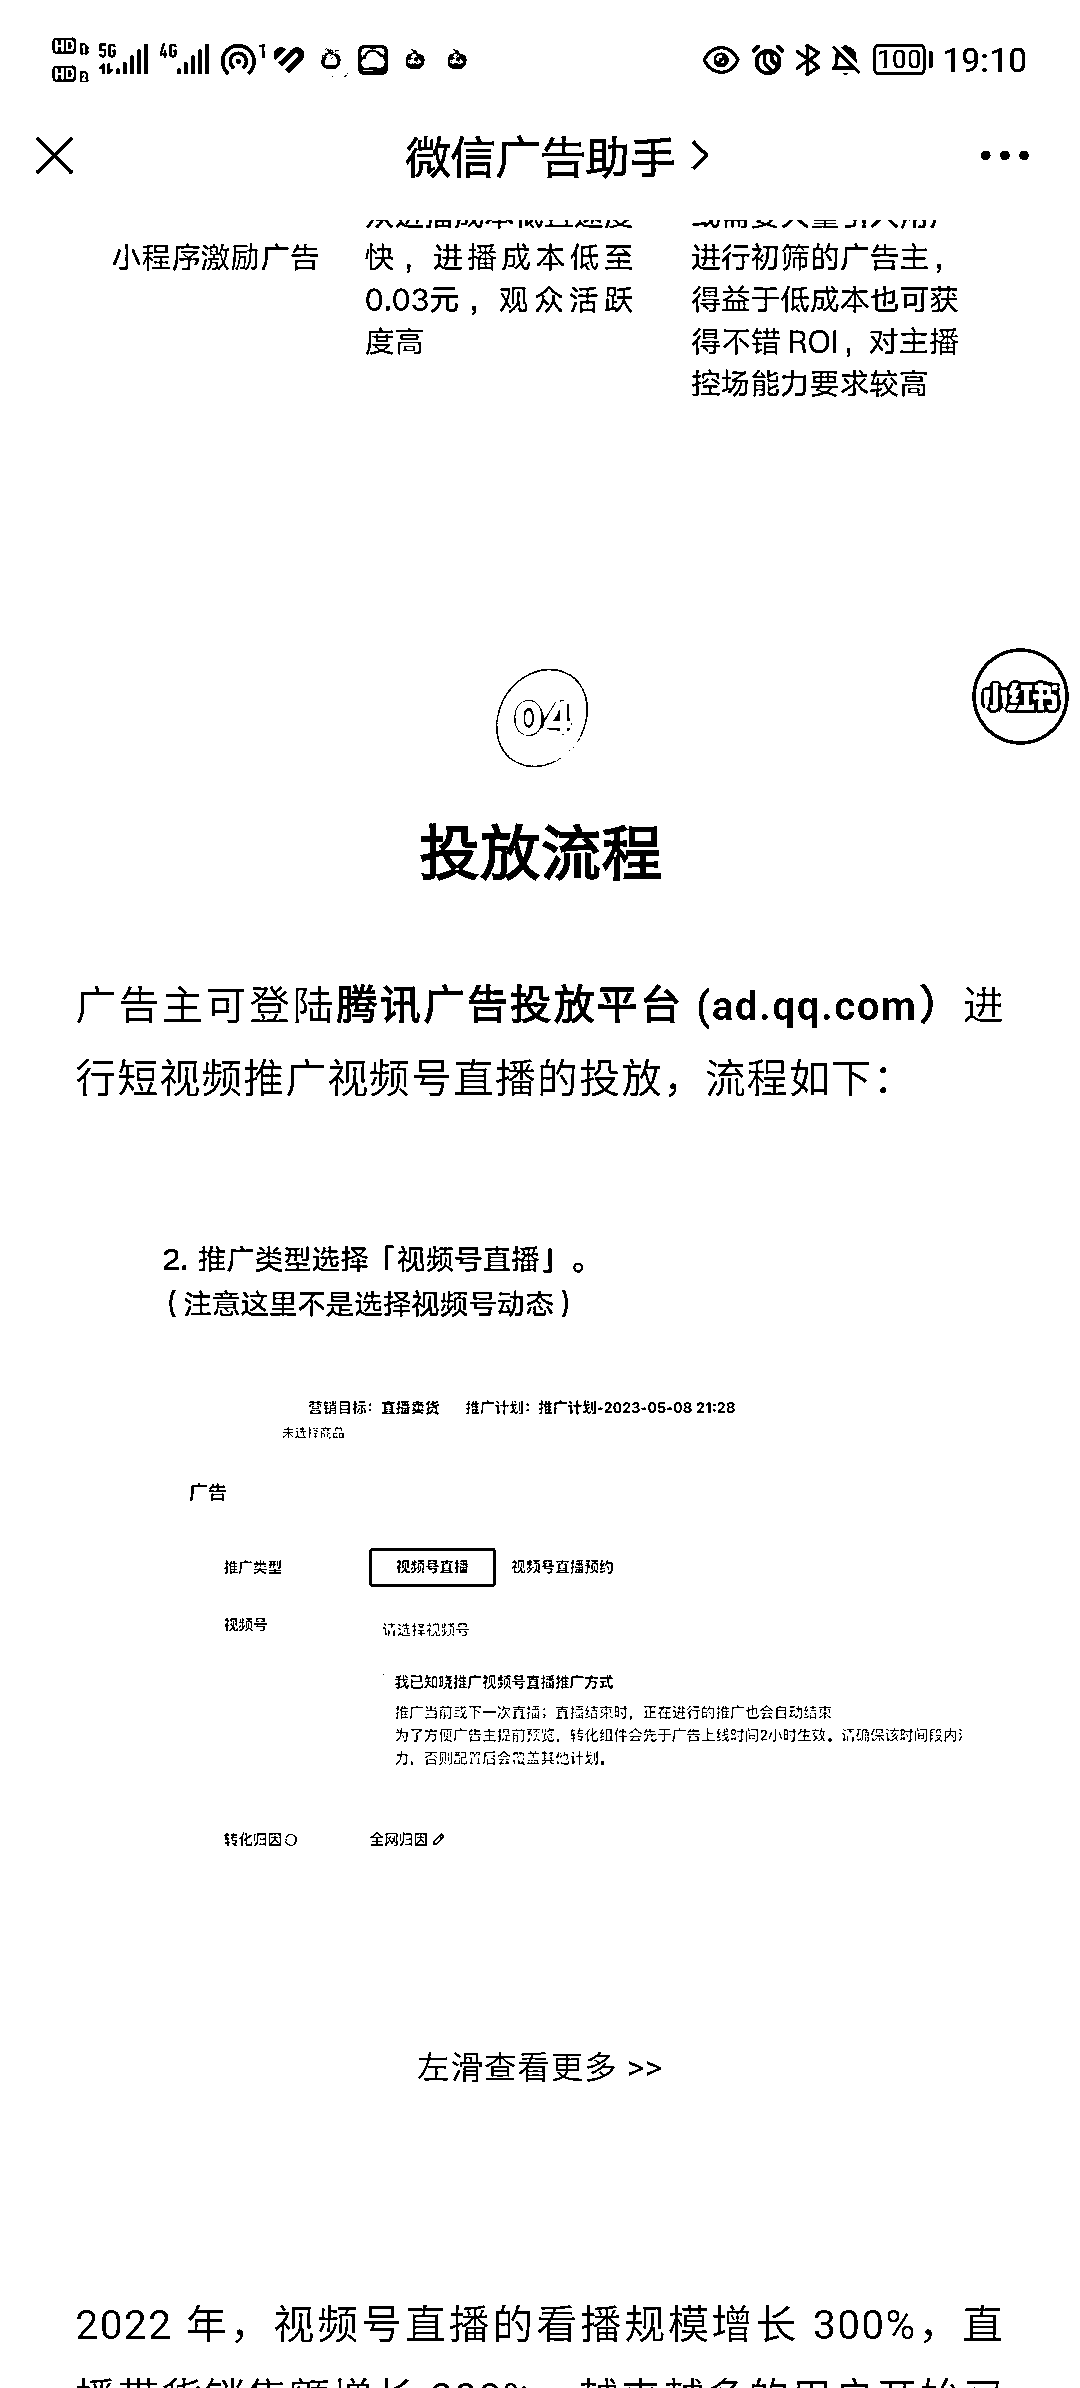 HD 1 5G 4G 1 100 19:10
HD 2
微信广告助手 >
小程序激励广告
快，进播成本低至
0.03元，观众活跃
度高
进行初筛的广告主，
得益于低成本也可获
得不错 ROI，对主播
控场能力要求较高
04
小红书
投放流程
广告主可登陆腾讯广告投放平台 (ad.qq.com）进
行短视频推广视频号直播的投放，流程如下：
2. 推广类型选择「视频号直播」。
（注意这里不是选择视频号动态）
营销目标：直播卖货 推广计划：推广计划-2023-05-08 21:28
未选择商品
广告
推广类型 视频号直播 视频号直播预约
视频号 请选择视频号
我已知晓推广视频号直播推广方式
推广当前或下一次直播；直播结束时，正在进行的推广也会自动结束
为了方便广告主提前预览，转化组件会先于广告上线时间2小时生效。请确保该时间段内
力，否则配置后会覆盖其他计划。
转化归因 全网归因
左滑查看更多 >>
2022 年，视频号直播的看播规模增长 300%，直